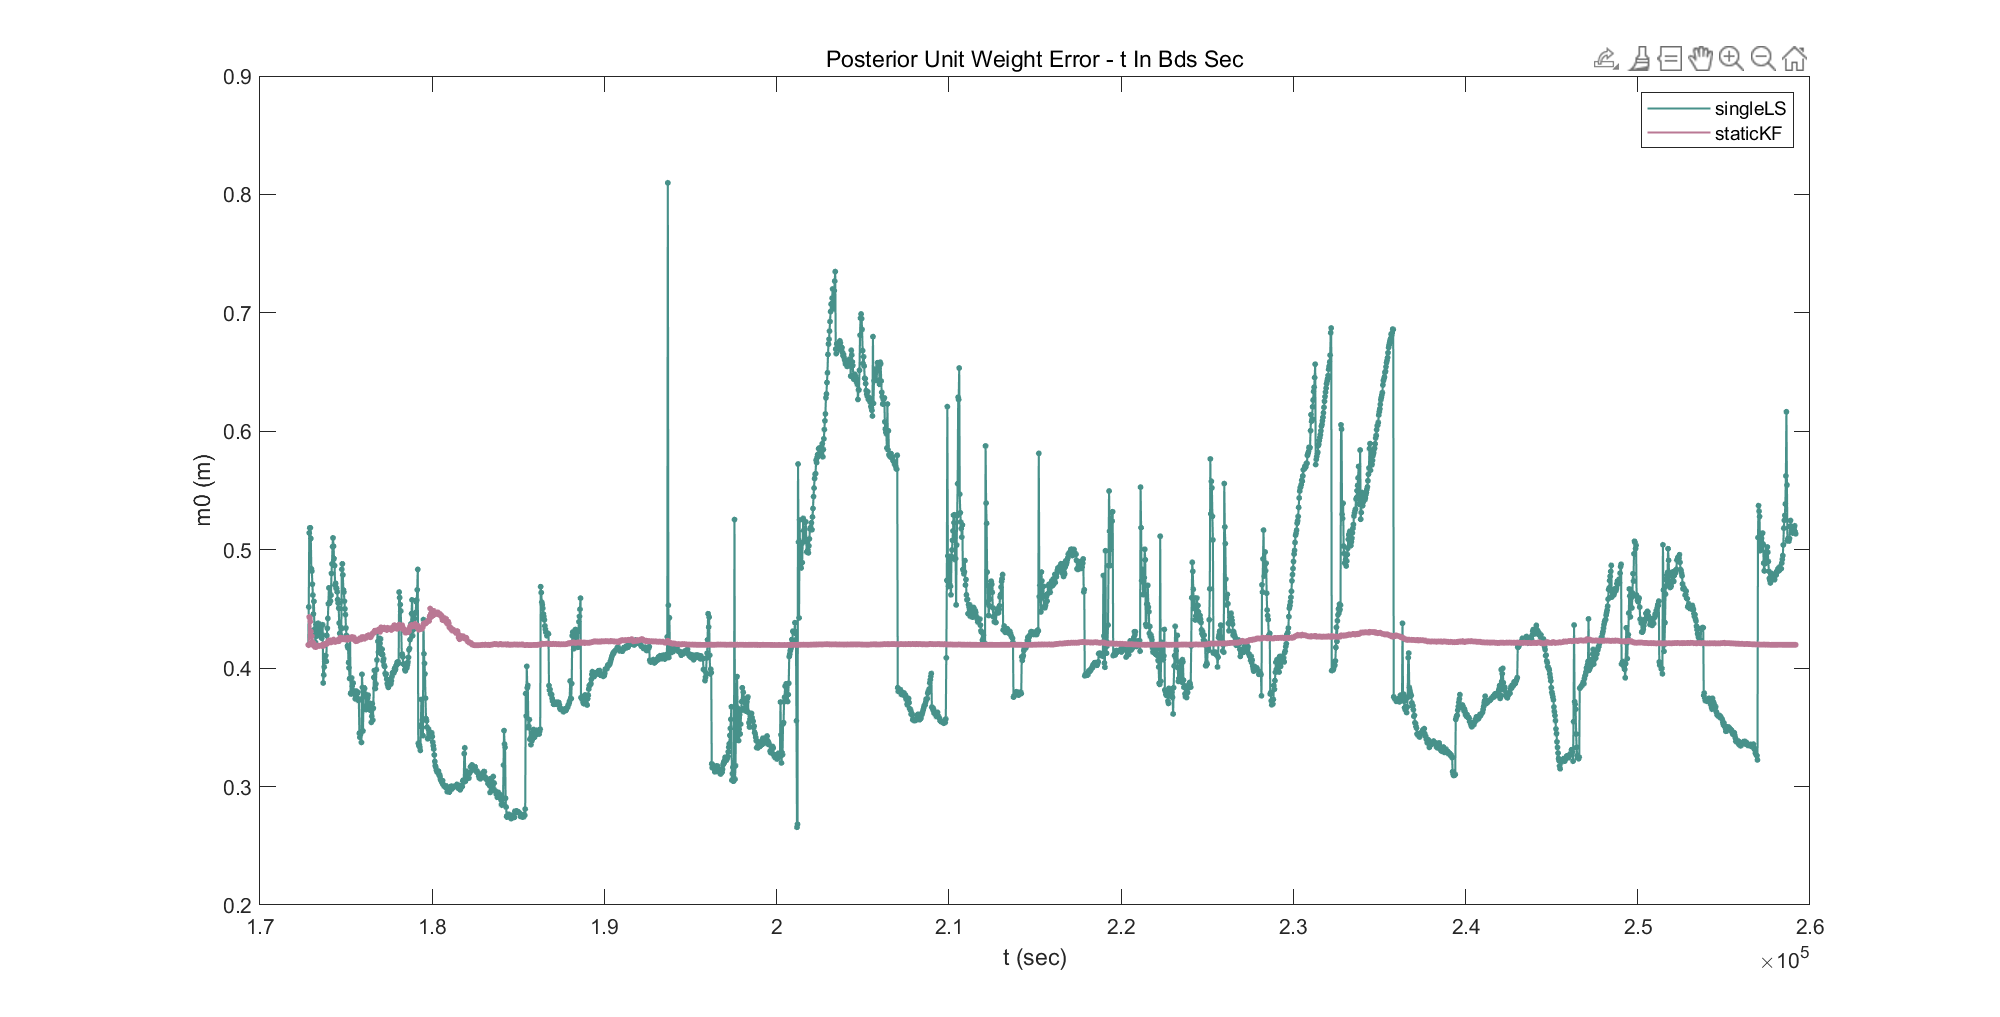 Posterior Unit Weight Error - t In Bds Sec
singleLS
staticKF
m0 (m)
0.9
0.8
0.7
0.6
0.5
0.4
0.3
0.2
1.7 1.8 1.9 2 2.1 2.2 2.3 2.4 2.5 2.6
×10⁵
t (sec)